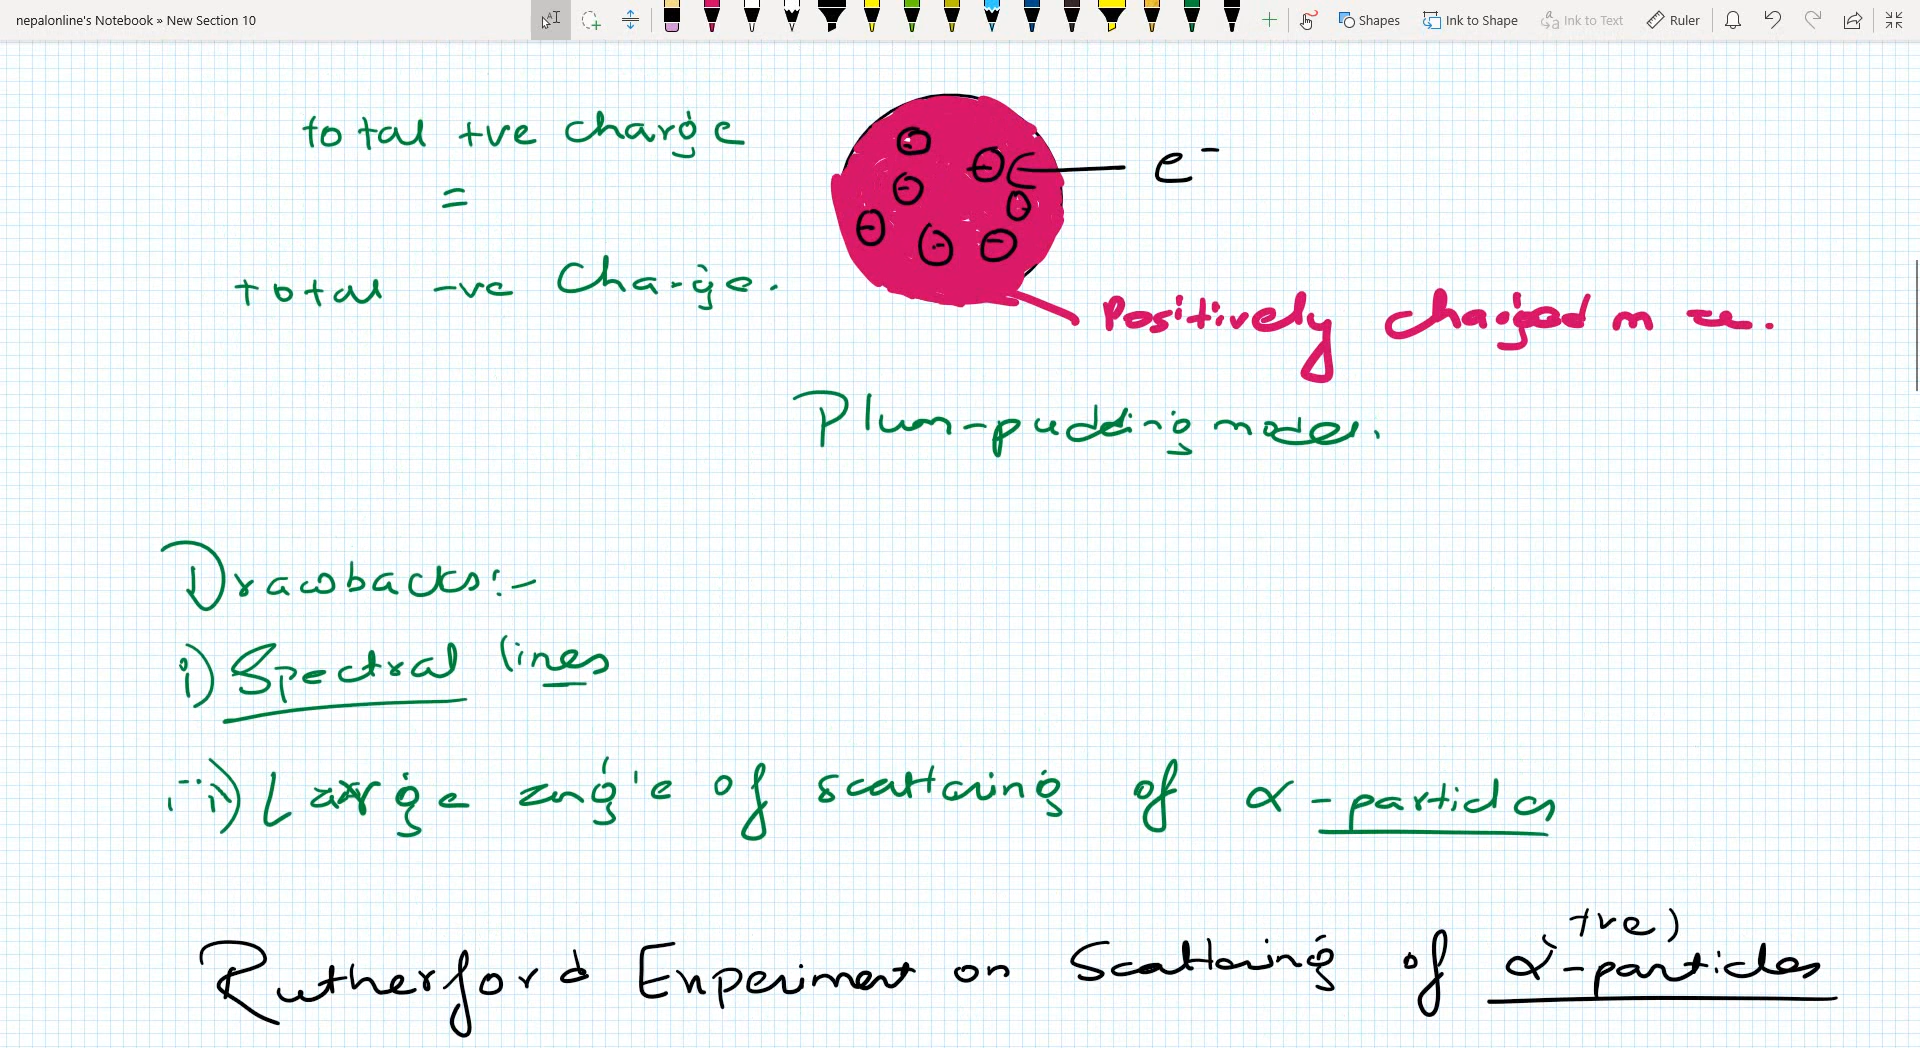 nepalonline's Notebook » New Section 10
Shapes
Ink to Shape
Ink to Text
Ruler
total +ve charge
=
total -ve Charge.
e⁻
Positively charged
Plum-pudding model.
Drawbacks:-
i) Spectral lines
ii) Large angle of scattering of α-particles
+ve)
Rutherford Experiment on Scattering of α-particles